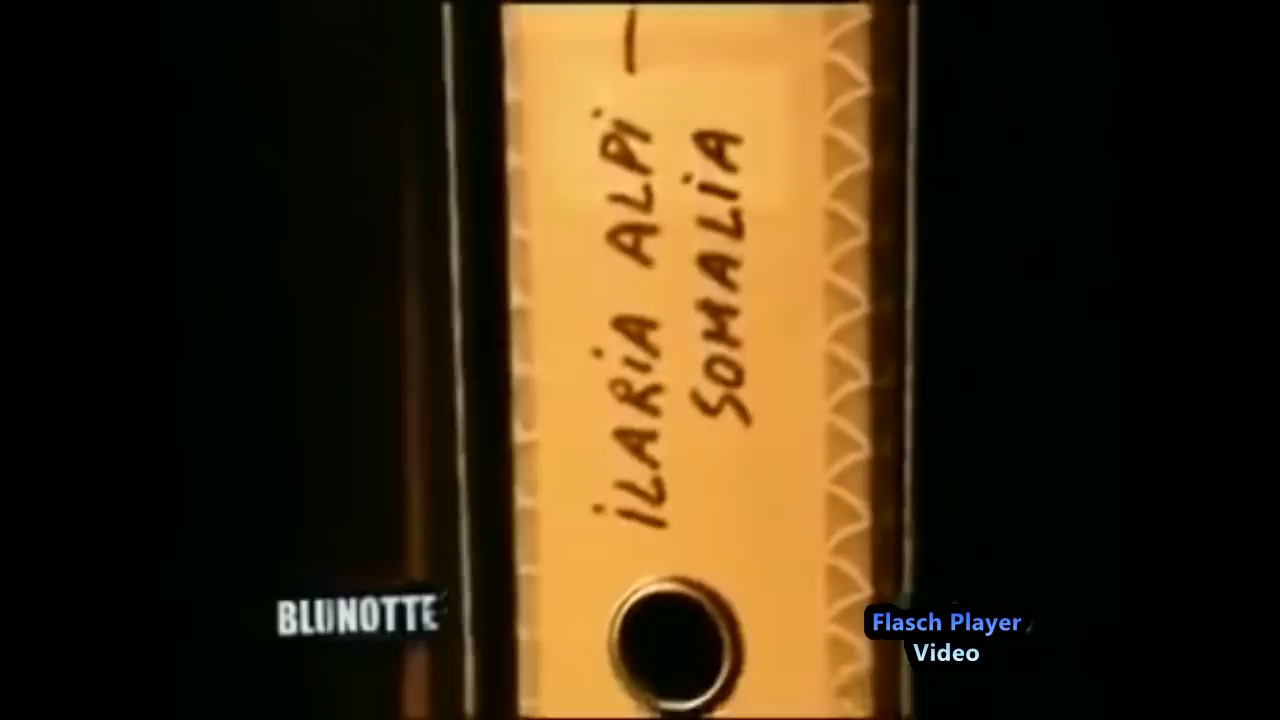 ILARIA ALPI —
SOMALIA
BLUNOTTE
Flasch Player
Video